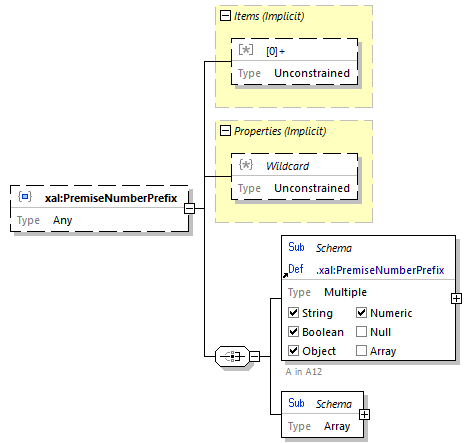 Items (Implicit)
[*] [0]+
Type Unconstrained
Properties (Implicit)
{*} Wildcard
Type Unconstrained
xal:PremiseNumberPrefix
Type Any
Sub Schema
Def .xal:PremiseNumberPrefix
Type Multiple
String Numeric
Boolean Null
Object Array
A in A12
Sub Schema
Type Array